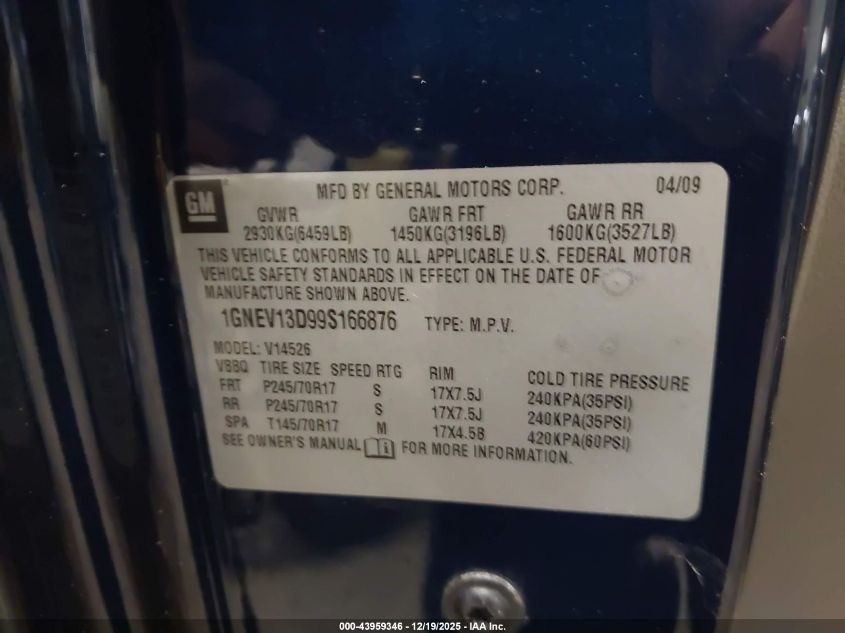 GM
MFD BY GENERAL MOTORS CORP. 04/09
GVWR GAWR FRT GAWR RR
2930KG(6459LB) 1450KG(3196LB) 1600KG(3527LB)
THIS VEHICLE CONFORMS TO ALL APPLICABLE U.S. FEDERAL MOTOR
VEHICLE SAFETY STANDARDS IN EFFECT ON THE DATE OF
MANUFACTURE SHOWN ABOVE.
1GNEV13D99S166876 TYPE: M.P.V.
MODEL: V14526
VBBQ TIRE SIZE SPEED RTG RIM COLD TIRE PRESSURE
FRT P245/70R17 S 17X7.5J 240KPA(35PSI)
RR P245/70R17 S 17X7.5J 240KPA(35PSI)
SPA T145/70R17 M 17X4.5B 420KPA(60PSI)
SEE OWNER'S MANUAL FOR MORE INFORMATION.
000-43959346 - 12/19/2025 - IAA Inc.